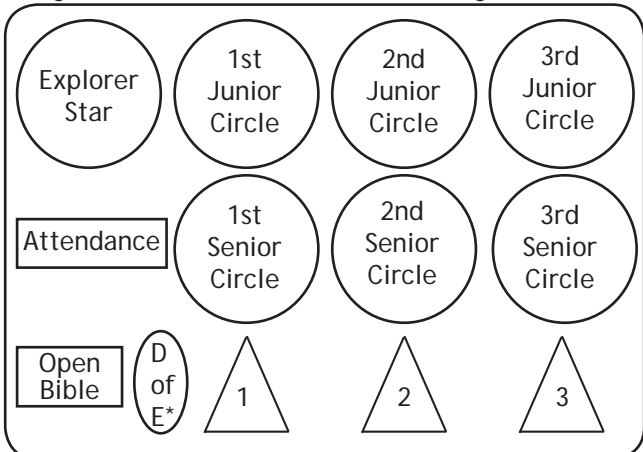 Explorer
Star
1st
Junior
Circle
2nd
Junior
Circle
3rd
Junior
Circle
Attendance
1st
Senior
Circle
2nd
Senior
Circle
3rd
Senior
Circle
Open
Bible
D
of
E*
1
2
3